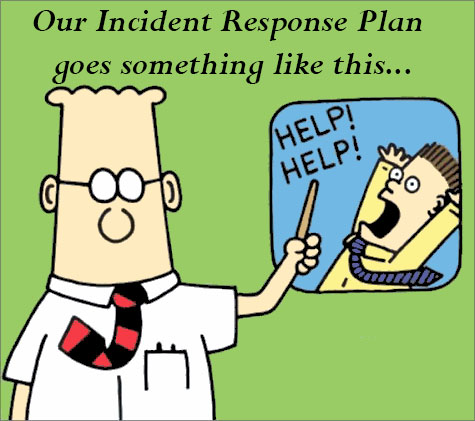 Our Incident Response Plan
goes something like this...
HELP!
HELP!